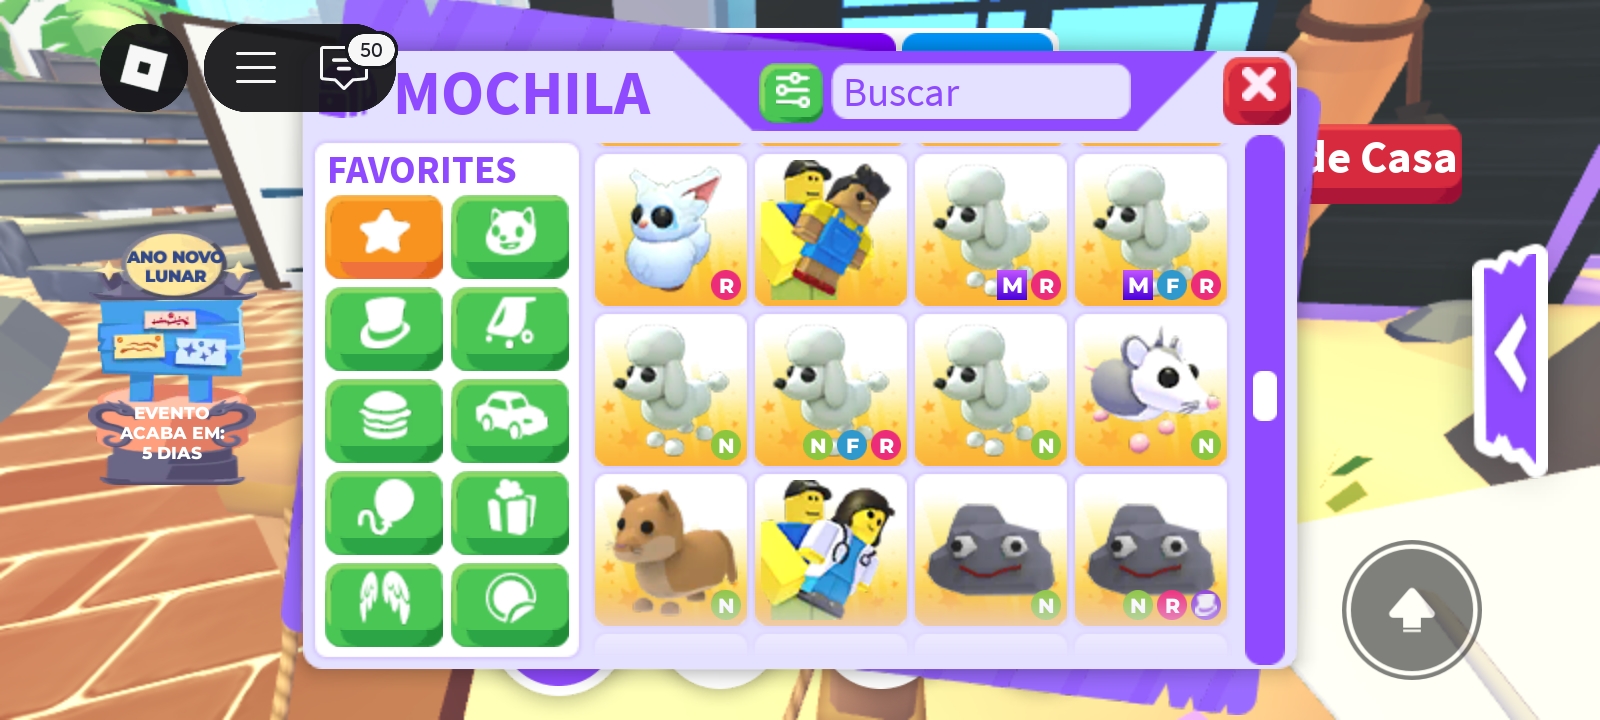 50
MOCHILA
Buscar
FAVORITES
de Casa
ANO NOVO
LUNAR
EVENTO
ACABA EM:
5 DIAS
R
M R
M F R
N
N F R
N
N
N
N
N R